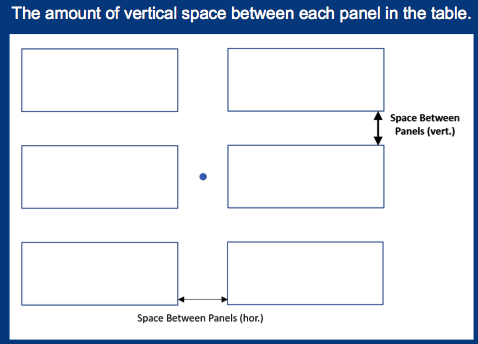 The amount of vertical space between each panel in the table.
Space Between
Panels (vert.)
Space Between Panels (hor.)